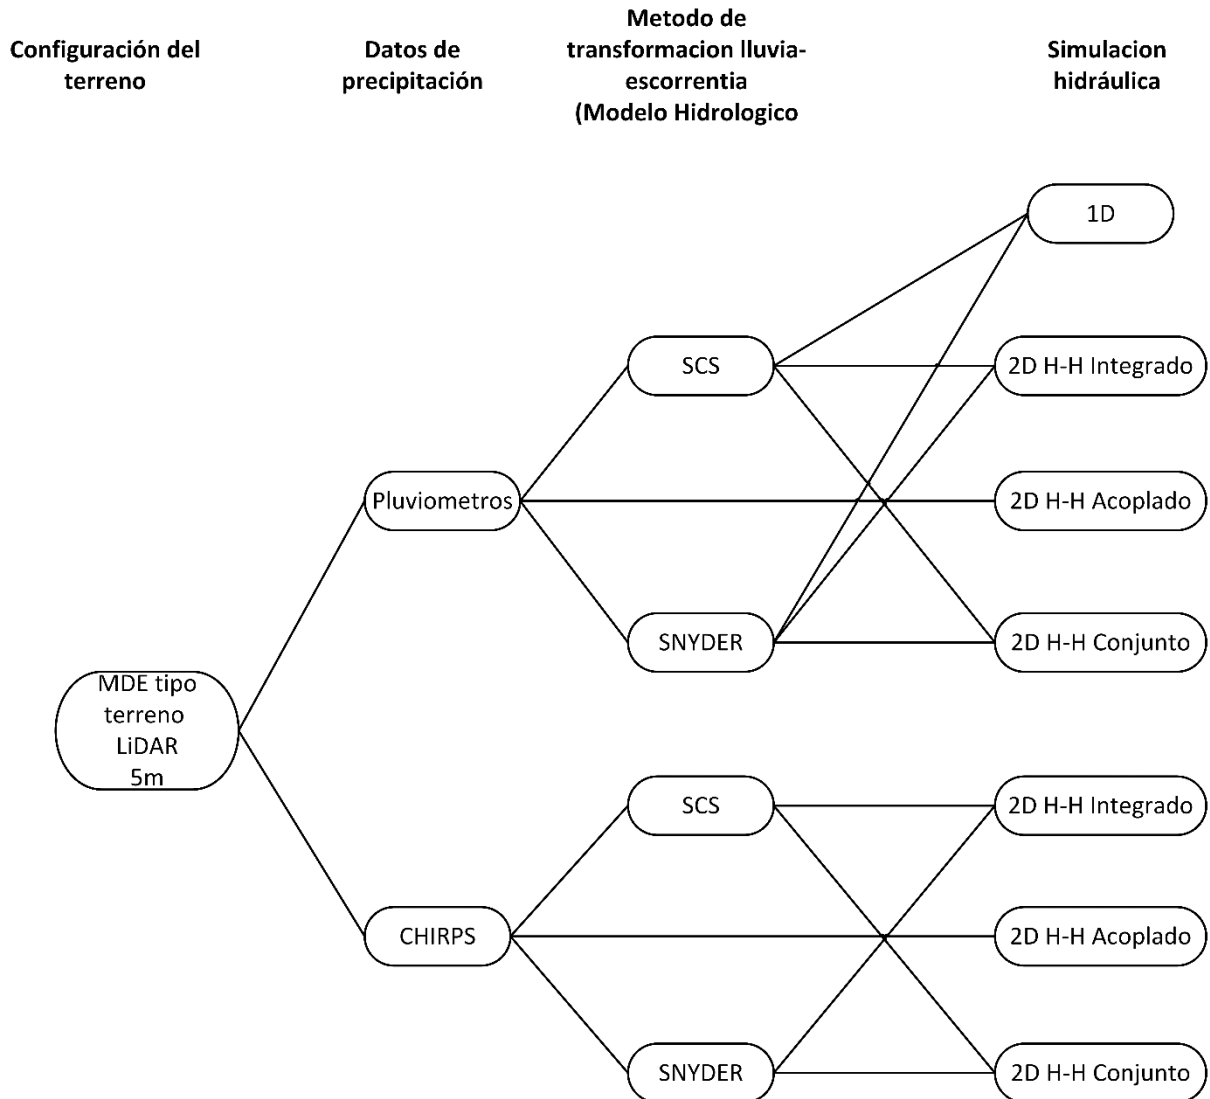 Configuración del
terreno
Datos de
precipitación
Metodo de
transformacion lluvia-
escorrentia
(Modelo Hidrologico
Simulacion
hidráulica
1D
SCS
2D H-H Integrado
Pluviometros
2D H-H Acoplado
SNYDER
2D H-H Conjunto
MDE tipo
terreno
LiDAR
5m
SCS
2D H-H Integrado
CHIRPS
2D H-H Acoplado
SNYDER
2D H-H Conjunto